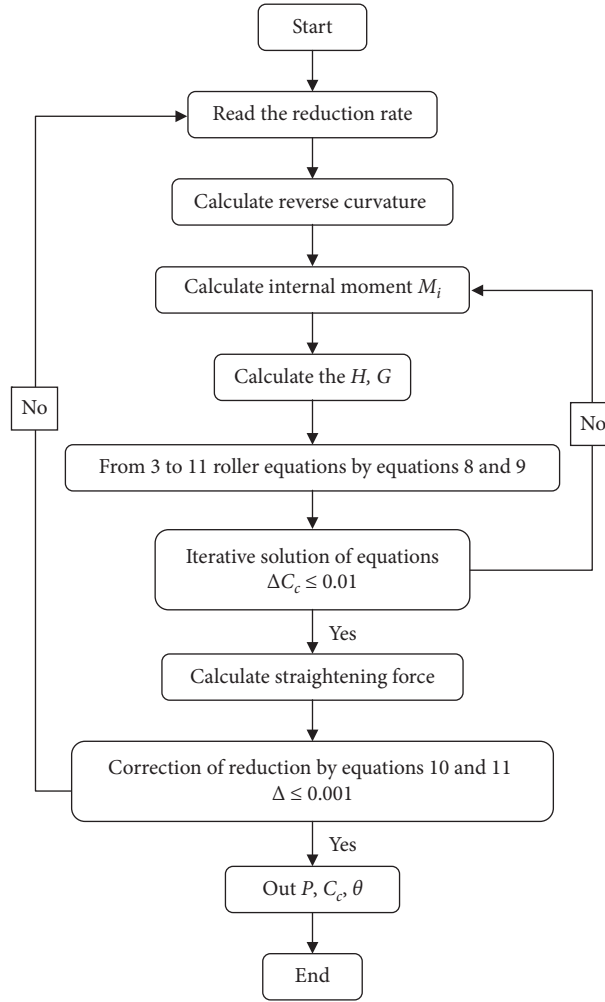 Start
Read the reduction rate
Calculate reverse curvature
Calculate internal moment M_i
Calculate the H, G
No
No
From 3 to 11 roller equations by equations 8 and 9
Iterative solution of equations
ΔC_c ≤ 0.01
Yes
Calculate straightening force
Correction of reduction by equations 10 and 11
Δ ≤ 0.001
Yes
Out P, C_c, θ
End